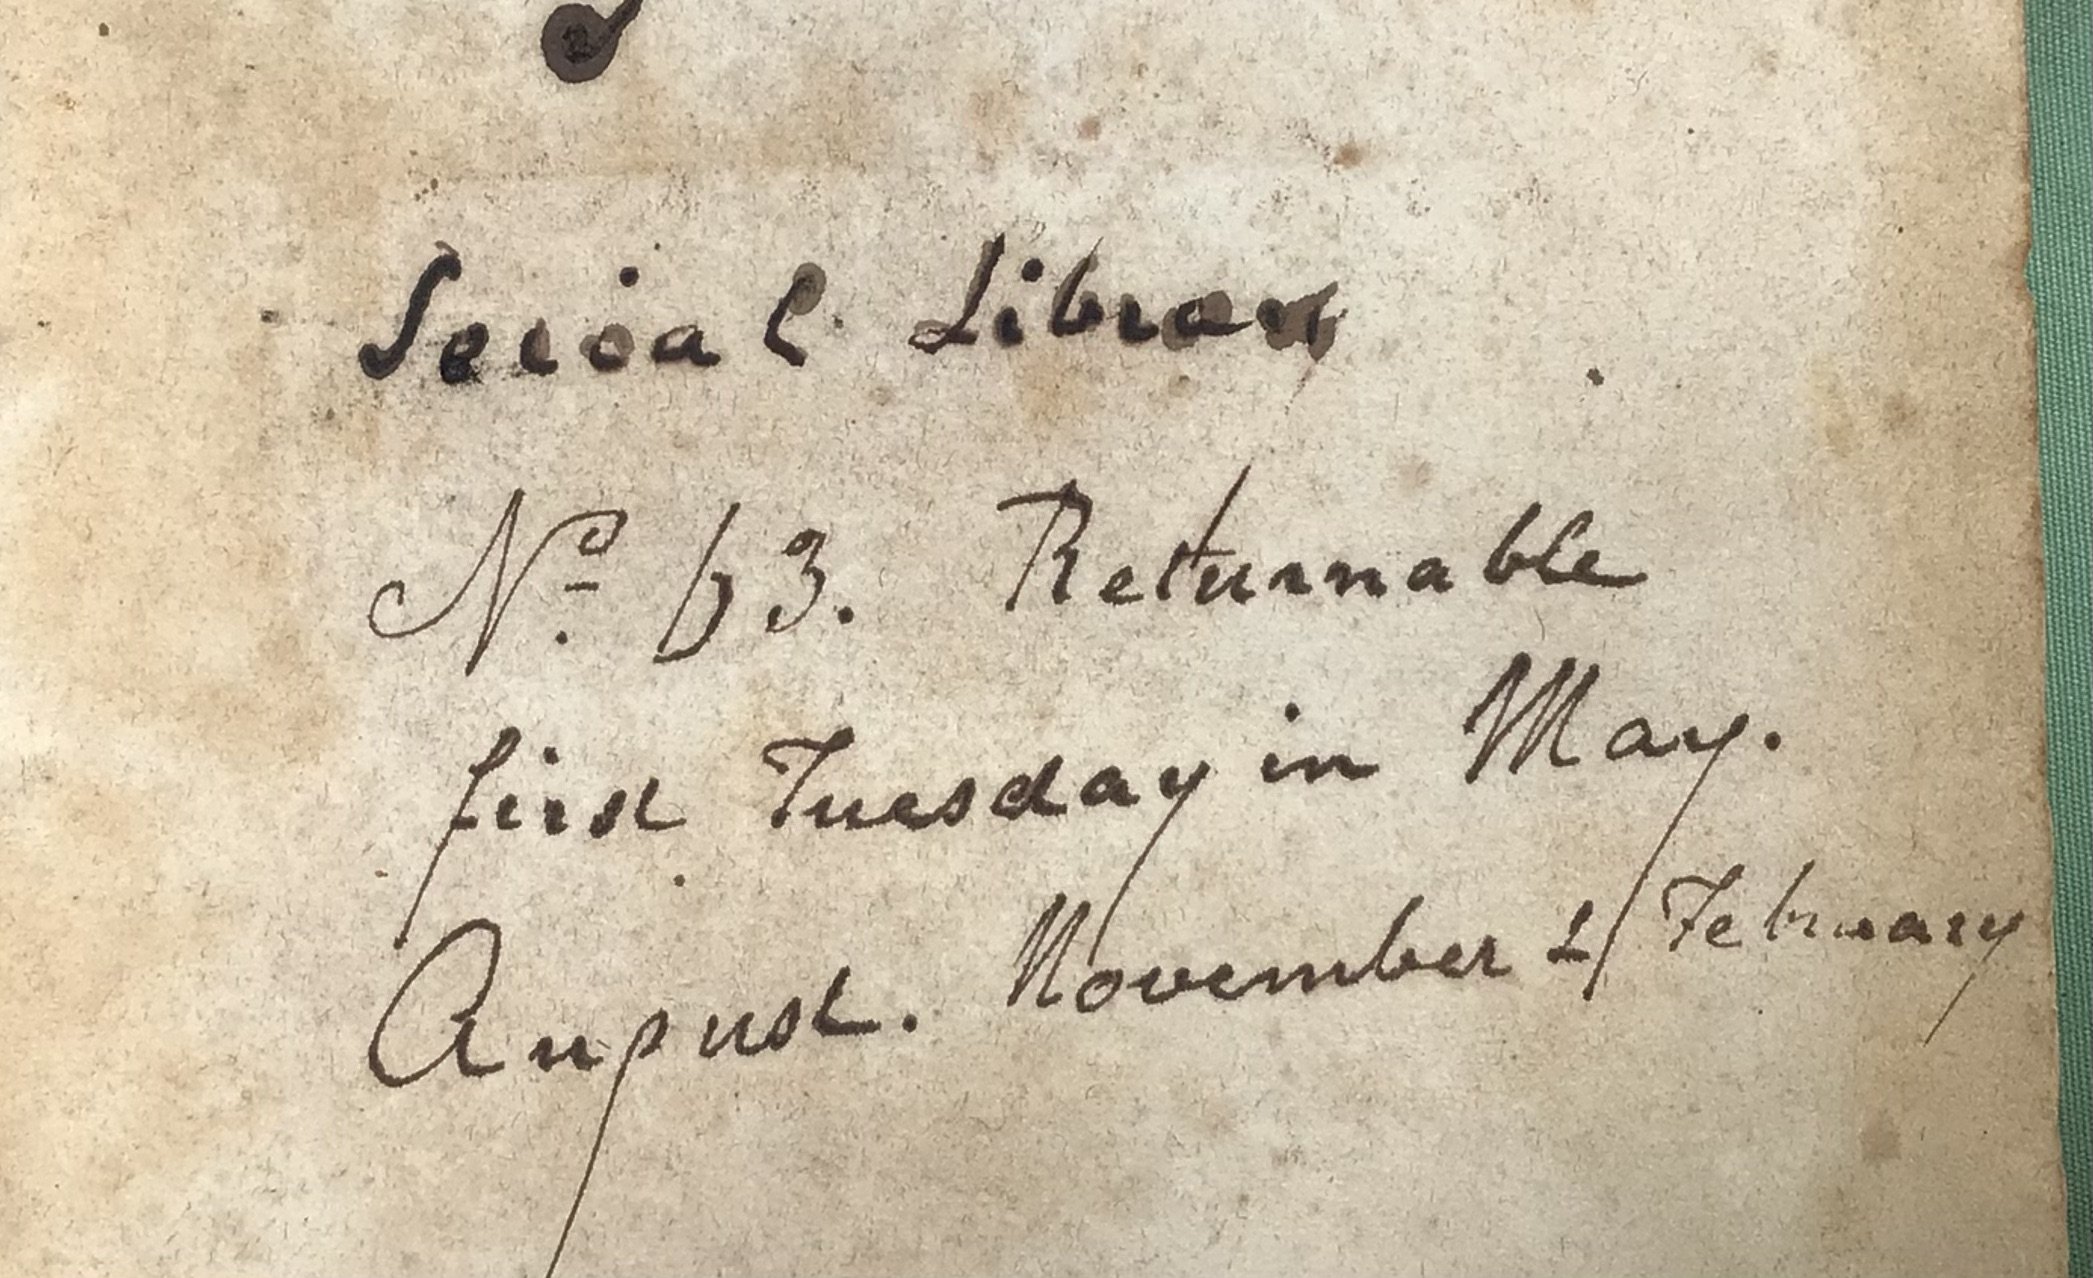 Social Library
Nº. 63. Returnable
first Tuesday in May.
August. November & February